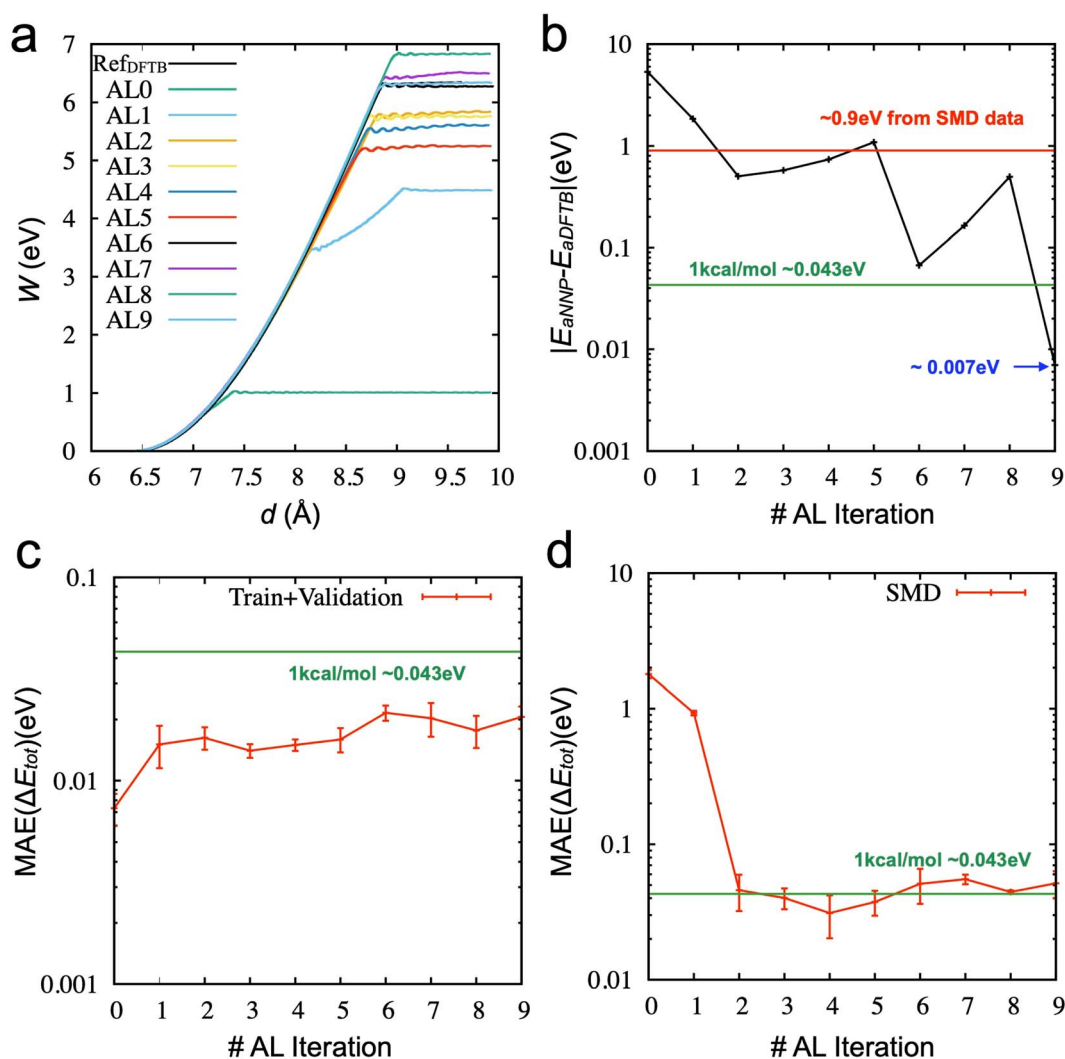 a
7
6
5
4
3
2
1
0
W (eV)
Ref_DFTB
AL0
AL1
AL2
AL3
AL4
AL5
AL6
AL7
AL8
AL9
6 6.5 7 7.5 8 8.5 9 9.5 10
d (Å)
b
10
1
0.1
0.01
0.001
|E_aNNP-E_aDFTB|(eV)
~0.9eV from SMD data
1kcal/mol ~0.043eV
~ 0.007eV
0 1 2 3 4 5 6 7 8 9
# AL Iteration
c
0.1
0.01
0.001
MAE(ΔE_tot)(eV)
Train+Validation
1kcal/mol ~0.043eV
0 1 2 3 4 5 6 7 8 9
# AL Iteration
d
10
1
0.1
0.01
MAE(ΔE_tot)(eV)
SMD
1kcal/mol ~0.043eV
0 1 2 3 4 5 6 7 8 9
# AL Iteration